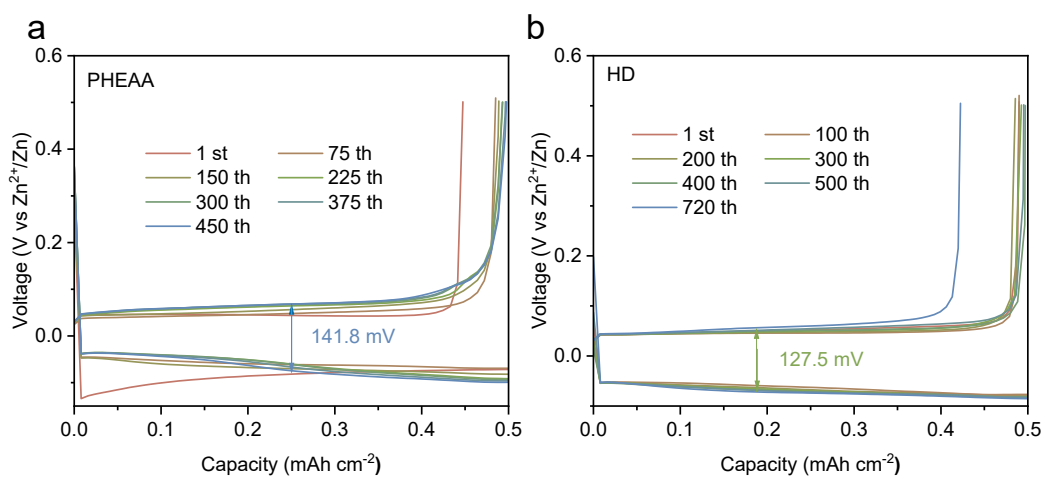 a
PHEAA
0.6
0.4
0.2
0.0
Voltage (V vs Zn²⁺/Zn)
1 st
75 th
150 th
225 th
300 th
375 th
450 th
141.8 mV
0.0 0.1 0.2 0.3 0.4 0.5
Capacity (mAh cm⁻²)
b
HD
0.6
0.4
0.2
0.0
Voltage (V vs Zn²⁺/Zn)
1 st
100 th
200 th
300 th
400 th
500 th
720 th
127.5 mV
0.0 0.1 0.2 0.3 0.4 0.5
Capacity (mAh cm⁻²)